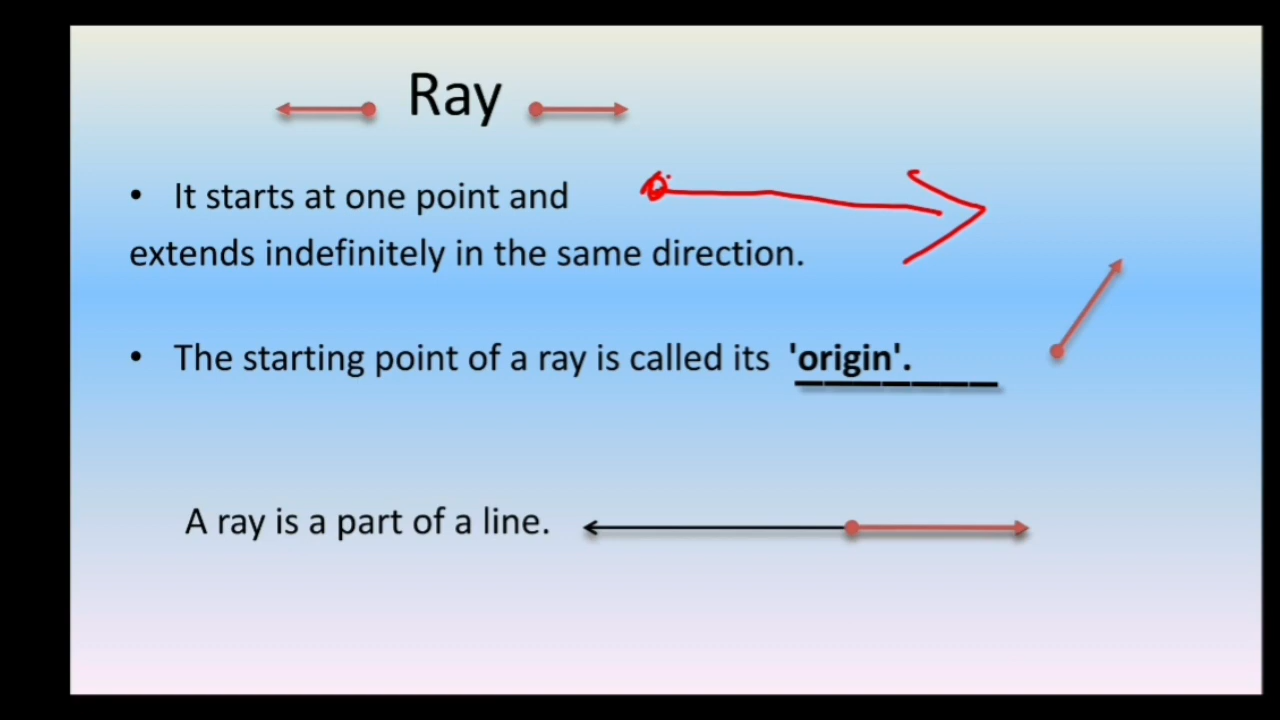 Ray
• It starts at one point and
extends indefinitely in the same direction.
• The starting point of a ray is called its 'origin'.
A ray is a part of a line.